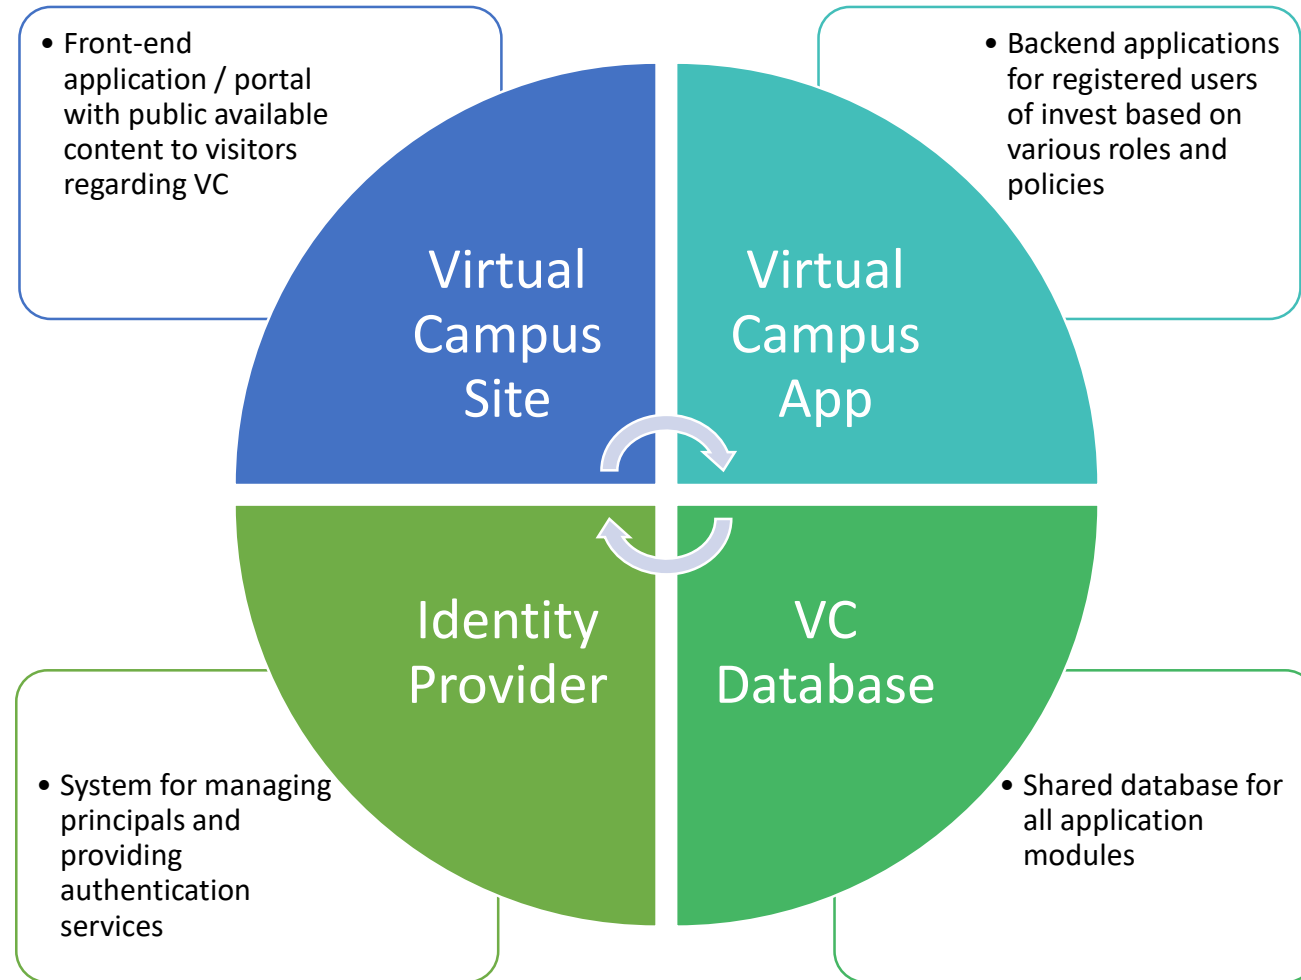 • Front-end
application / portal
with public available
content to visitors
regarding VC
• Backend applications
for registered users
of invest based on
various roles and
policies
Virtual
Campus
Site
Virtual
Campus
App
Identity
Provider
VC
Database
• System for managing
principals and
providing
authentication
services
• Shared database for
all application
modules